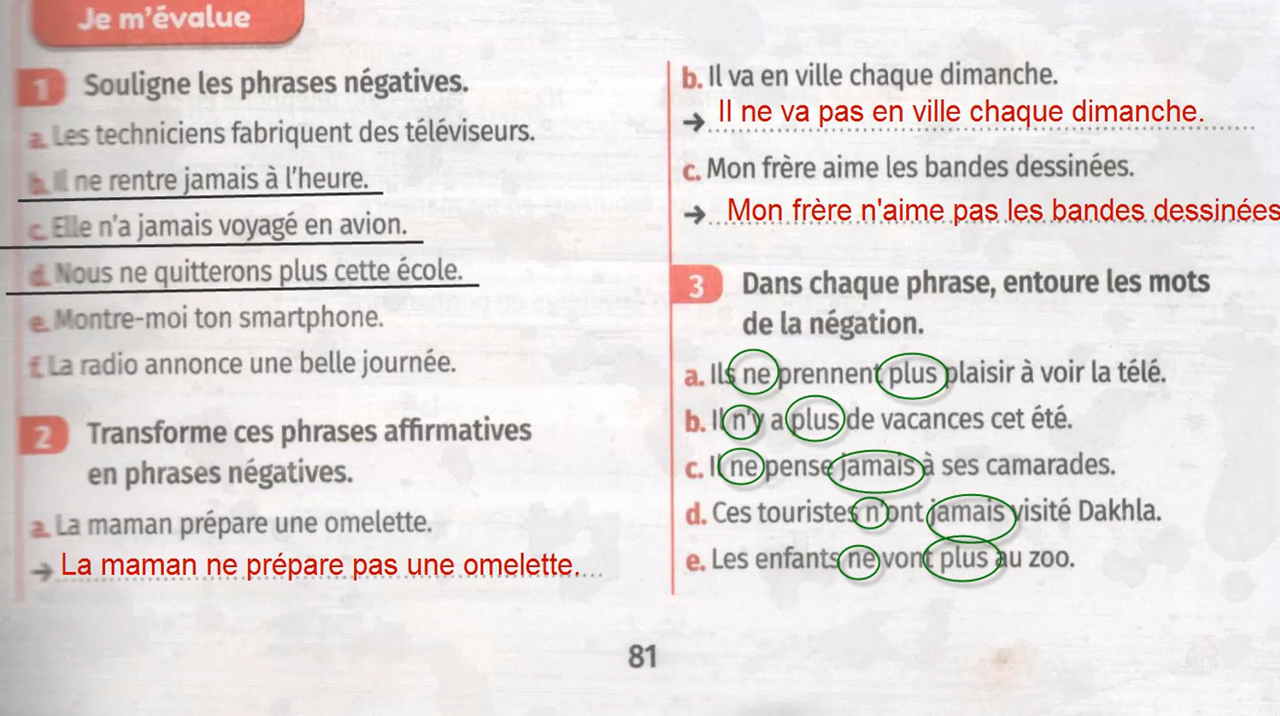 Je m'évalue
1 Souligne les phrases négatives.
a. Les techniciens fabriquent des téléviseurs.
b. Il ne rentre jamais à l'heure.
c. Elle n'a jamais voyagé en avion.
d. Nous ne quitterons plus cette école.
e. Montre-moi ton smartphone.
f. La radio annonce une belle journée.
2 Transforme ces phrases affirmatives
en phrases négatives.
a. La maman prépare une omelette.
→ La maman ne prépare pas une omelette.
b. Il va en ville chaque dimanche.
→ Il ne va pas en ville chaque dimanche.
c. Mon frère aime les bandes dessinées.
→ Mon frère n'aime pas les bandes dessinées
3 Dans chaque phrase, entoure les mots
de la négation.
a. Ils ne prennent plus plaisir à voir la télé.
b. Il n'y a plus de vacances cet été.
c. Il ne pense jamais à ses camarades.
d. Ces touristes n'ont jamais visité Dakhla.
e. Les enfants ne vont plus au zoo.
81